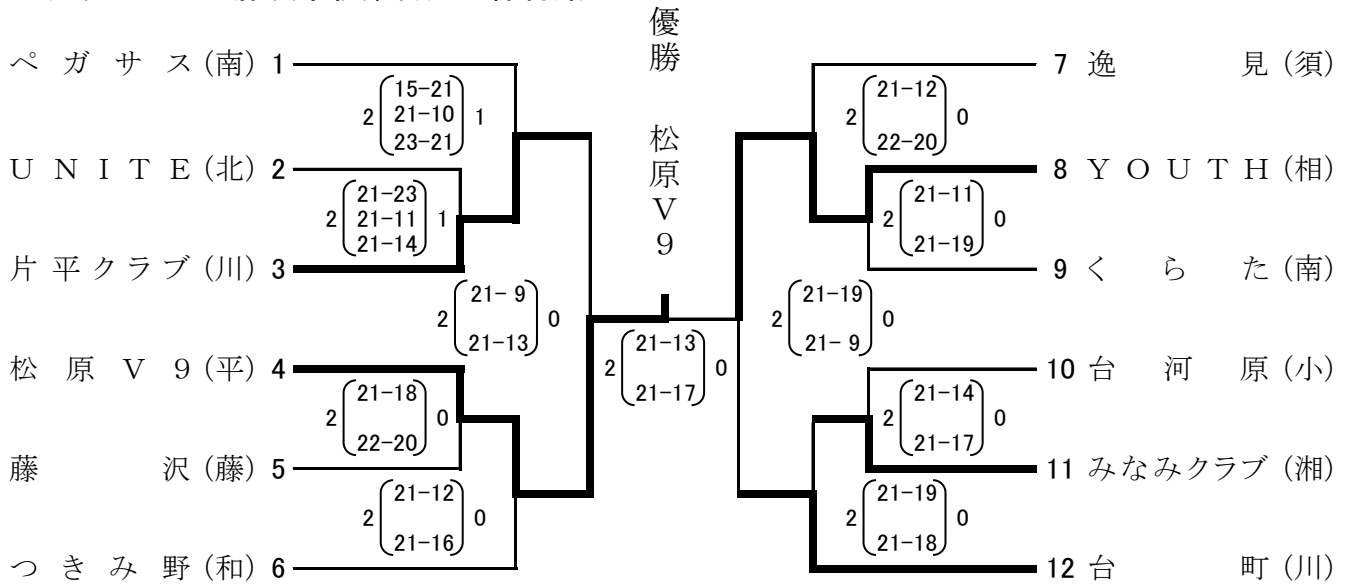 優勝 松原V9
ペガサス(南) 1
2 15-21 21-10 23-21 1
UNITE(北) 2
2 21-23 21-11 21-14 1
片平クラブ(川) 3
2 21- 9 21-13 0
松原V9(平) 4
2 21-18 22-20 0
藤沢(藤) 5
2 21-12 21-16 0
つきみ野(和) 6
2 21-13 21-17 0
7 逸見(須)
2 21-12 22-20 0
8 YOUTH(相)
2 21-11 21-19 0
9 くらた(南)
2 21-19 21- 9 0
10 台河原(小)
2 21-14 21-17 0
11 みなみクラブ(湘)
2 21-19 21-18 0
12 台町(川)